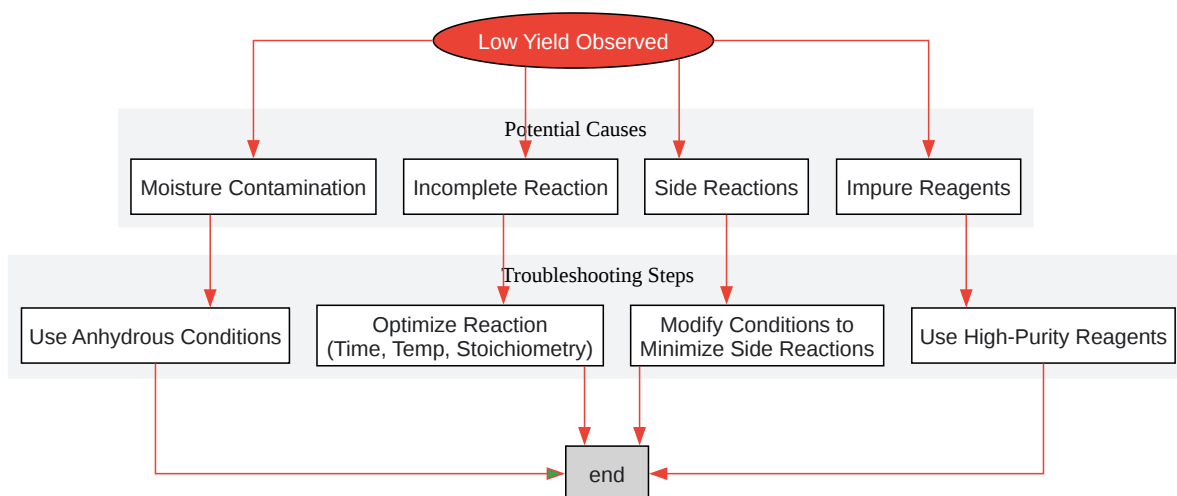 Low Yield Observed
Potential Causes
Moisture Contamination
Incomplete Reaction
Side Reactions
Impure Reagents
Troubleshooting Steps
Use Anhydrous Conditions
Optimize Reaction
(Time, Temp, Stoichiometry)
Modify Conditions to
Minimize Side Reactions
Use High-Purity Reagents
end